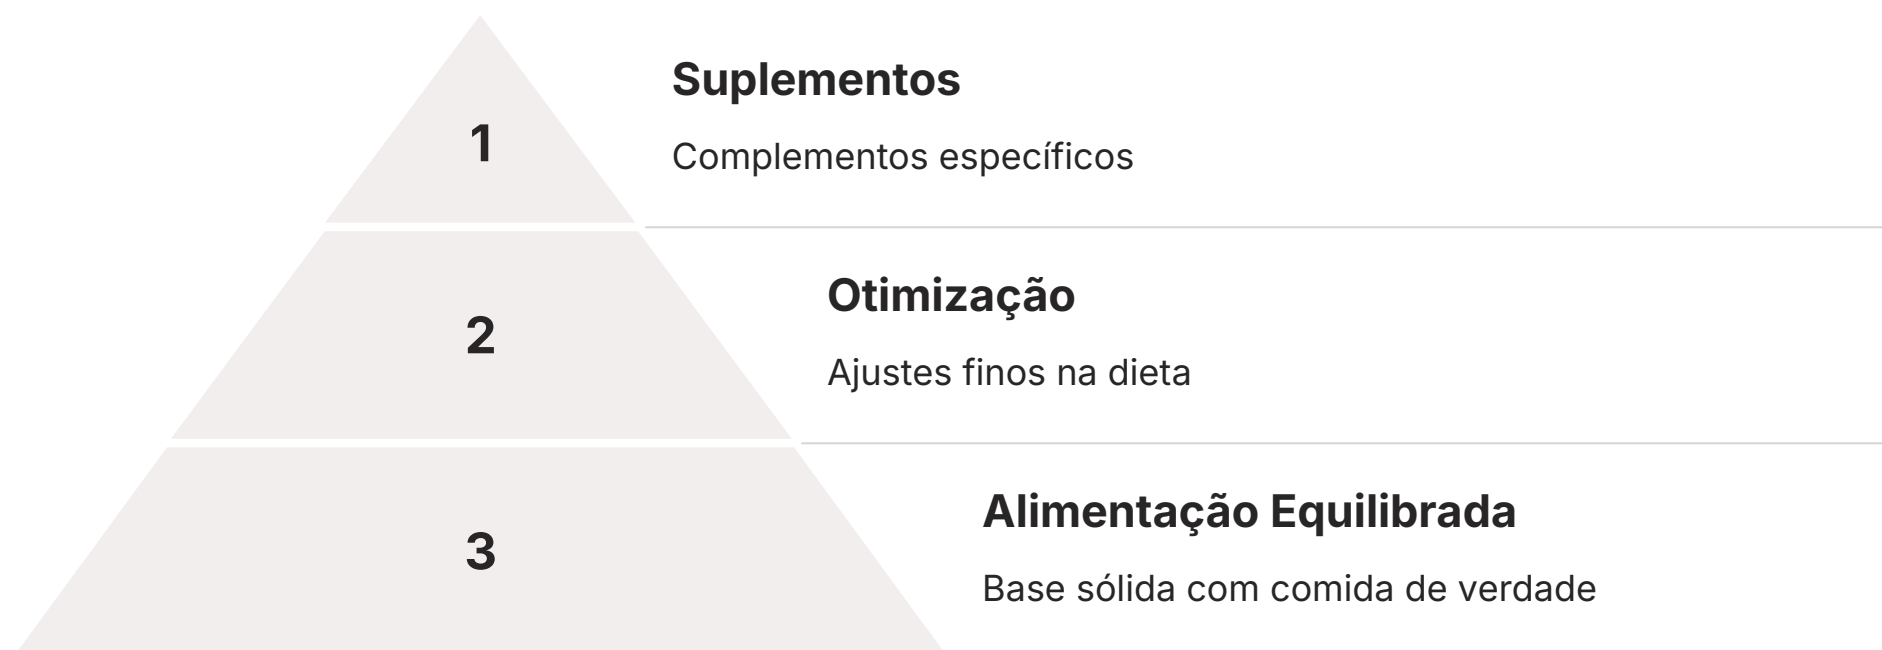 1
Suplementos
Complementos específicos
2
Otimização
Ajustes finos na dieta
3
Alimentação Equilibrada
Base sólida com comida de verdade